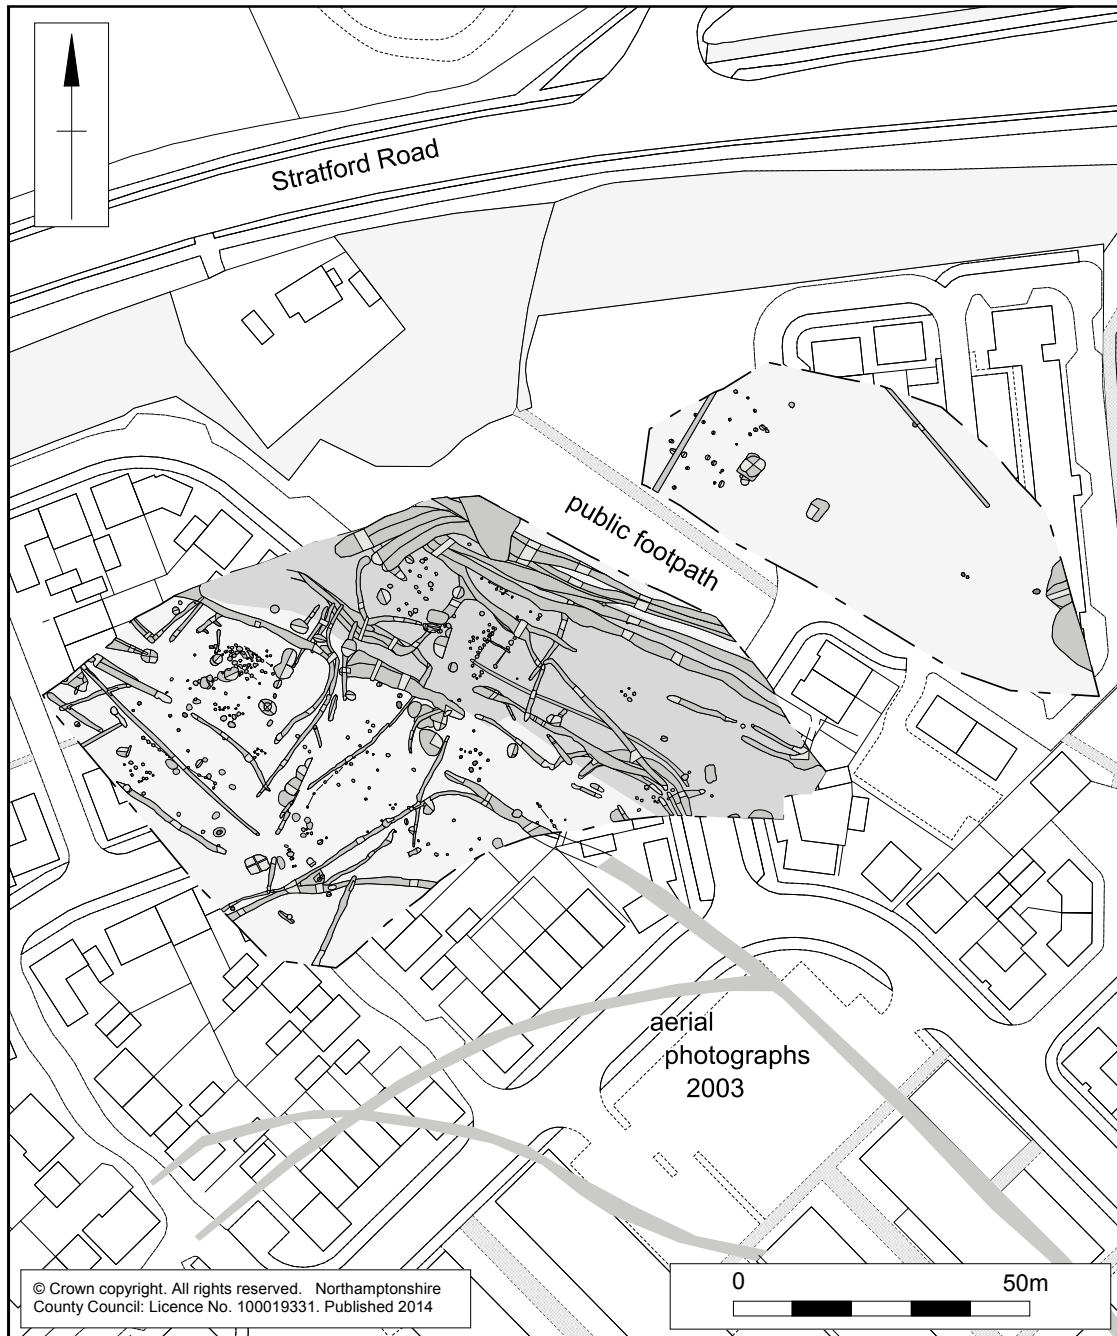 Stratford Road
public footpath
aerial
photographs
2003
© Crown copyright. All rights reserved. Northamptonshire
County Council: Licence No. 100019331. Published 2014
0 50m